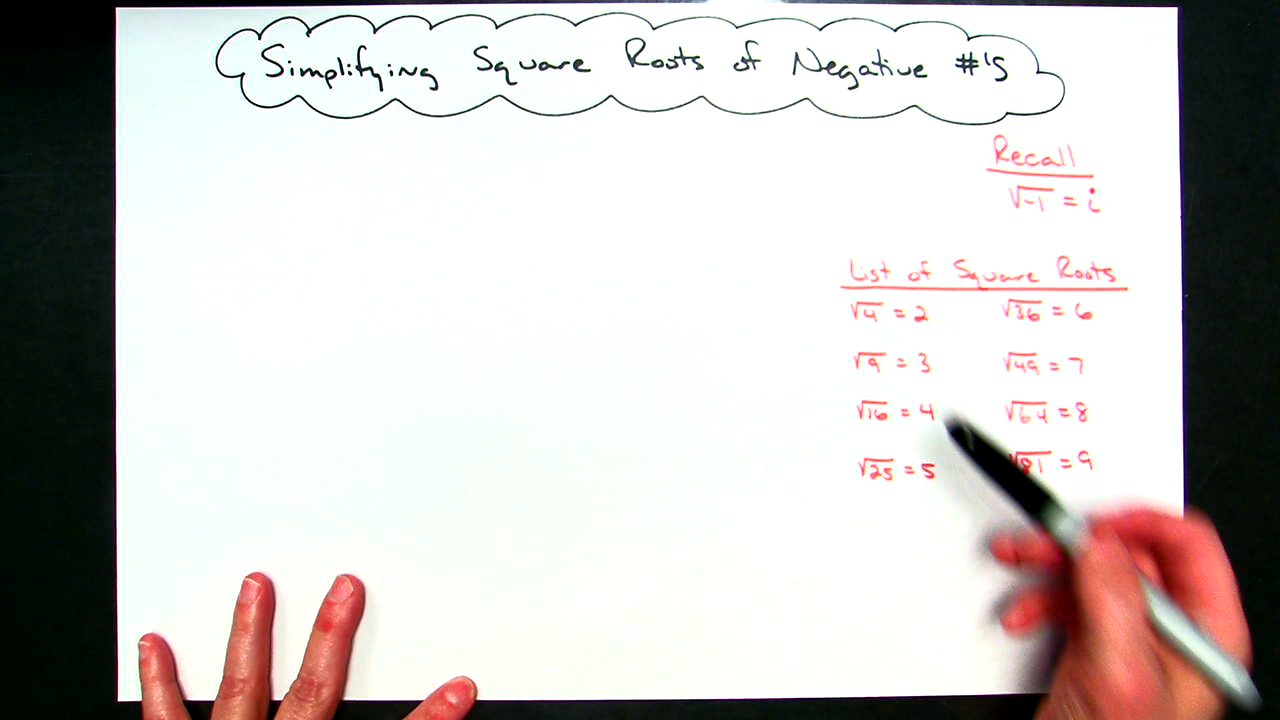 Simplifying Square Roots of Negative #'s
Recall
√-1 = i
List of Square Roots
√4 = 2 √36 = 6
√9 = 3 √49 = 7
√16 = 4 √64 = 8
√25 = 5 √81 = 9